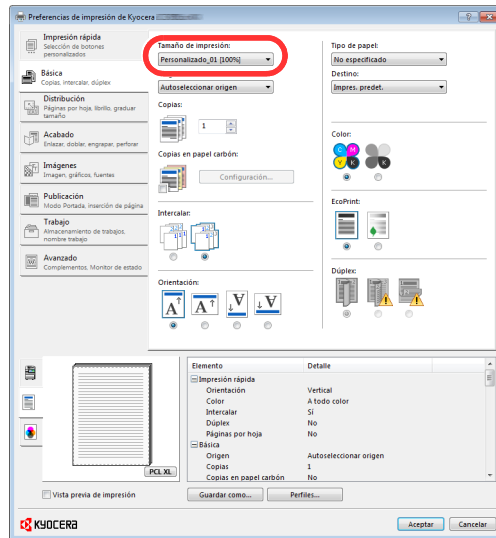 Preferencias de impresión de Kyocera
Impresión rápida
Selección de botones
personalizados
Básica
Copias, intercalar, dúplex
Distribución
Páginas por hoja, librillo, graduar
tamaño
Acabado
Enlazar, doblar, engrapar, perforar
Imágenes
Imagen, gráficos, fuentes
Publicación
Modo Portada, inserción de página
Trabajo
Almacenamiento de trabajos,
nombre trabajo
Avanzado
Complementos, Monitor de estado
Tamaño de impresión:
Personalizado_01 [100%]
Autoseleccionar origen
Copias:
1
Copias en papel carbón:
Configuración...
Intercalar:
Orientación:
A A A A
Tipo de papel:
No especificado
Destino:
Impres. predet.
Color:
C M
Y K K
EcoPrint:
Dúplex:
PCL XL
Vista previa de impresión
Elemento Detalle
Impresión rápida
Orientación Vertical
Color A todo color
Intercalar Sí
Dúplex No
Páginas por hoja No
Básica
Origen Autoseleccionar origen
Copias 1
Copias en papel carbón No
Guardar como... Perfiles...
KYOCERA
Aceptar Cancelar